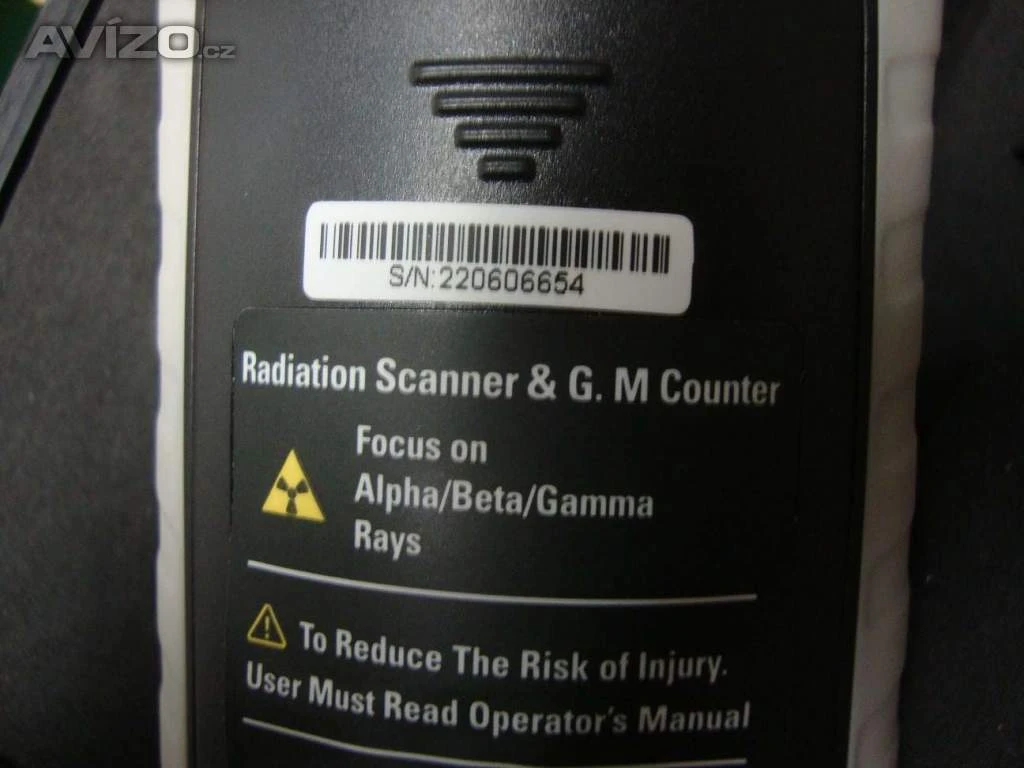 AVÍZO.cz
S/N:220606654
Radiation Scanner & G. M Counter
Focus on
Alpha/Beta/Gamma
Rays
To Reduce The Risk of Injury.
User Must Read Operator's Manual